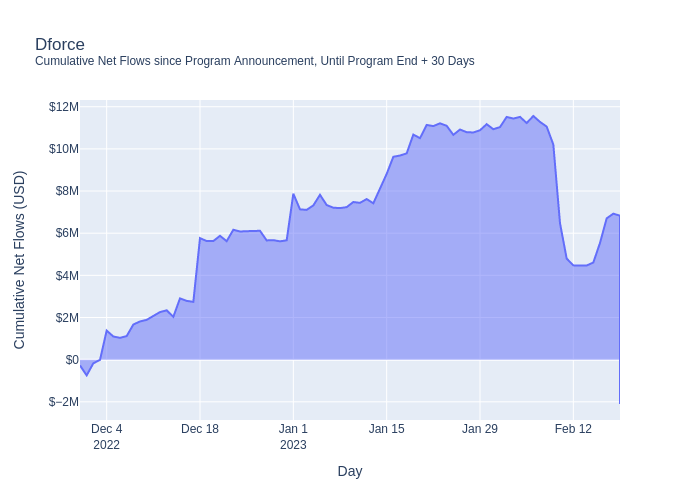 Dforce
Cumulative Net Flows since Program Announcement, Until Program End + 30 Days
Cumulative Net Flows (USD)
$12M
$10M
$8M
$6M
$4M
$2M
$0
$−2M
Dec 4
2022
Dec 18
Jan 1
2023
Jan 15
Jan 29
Feb 12
Day